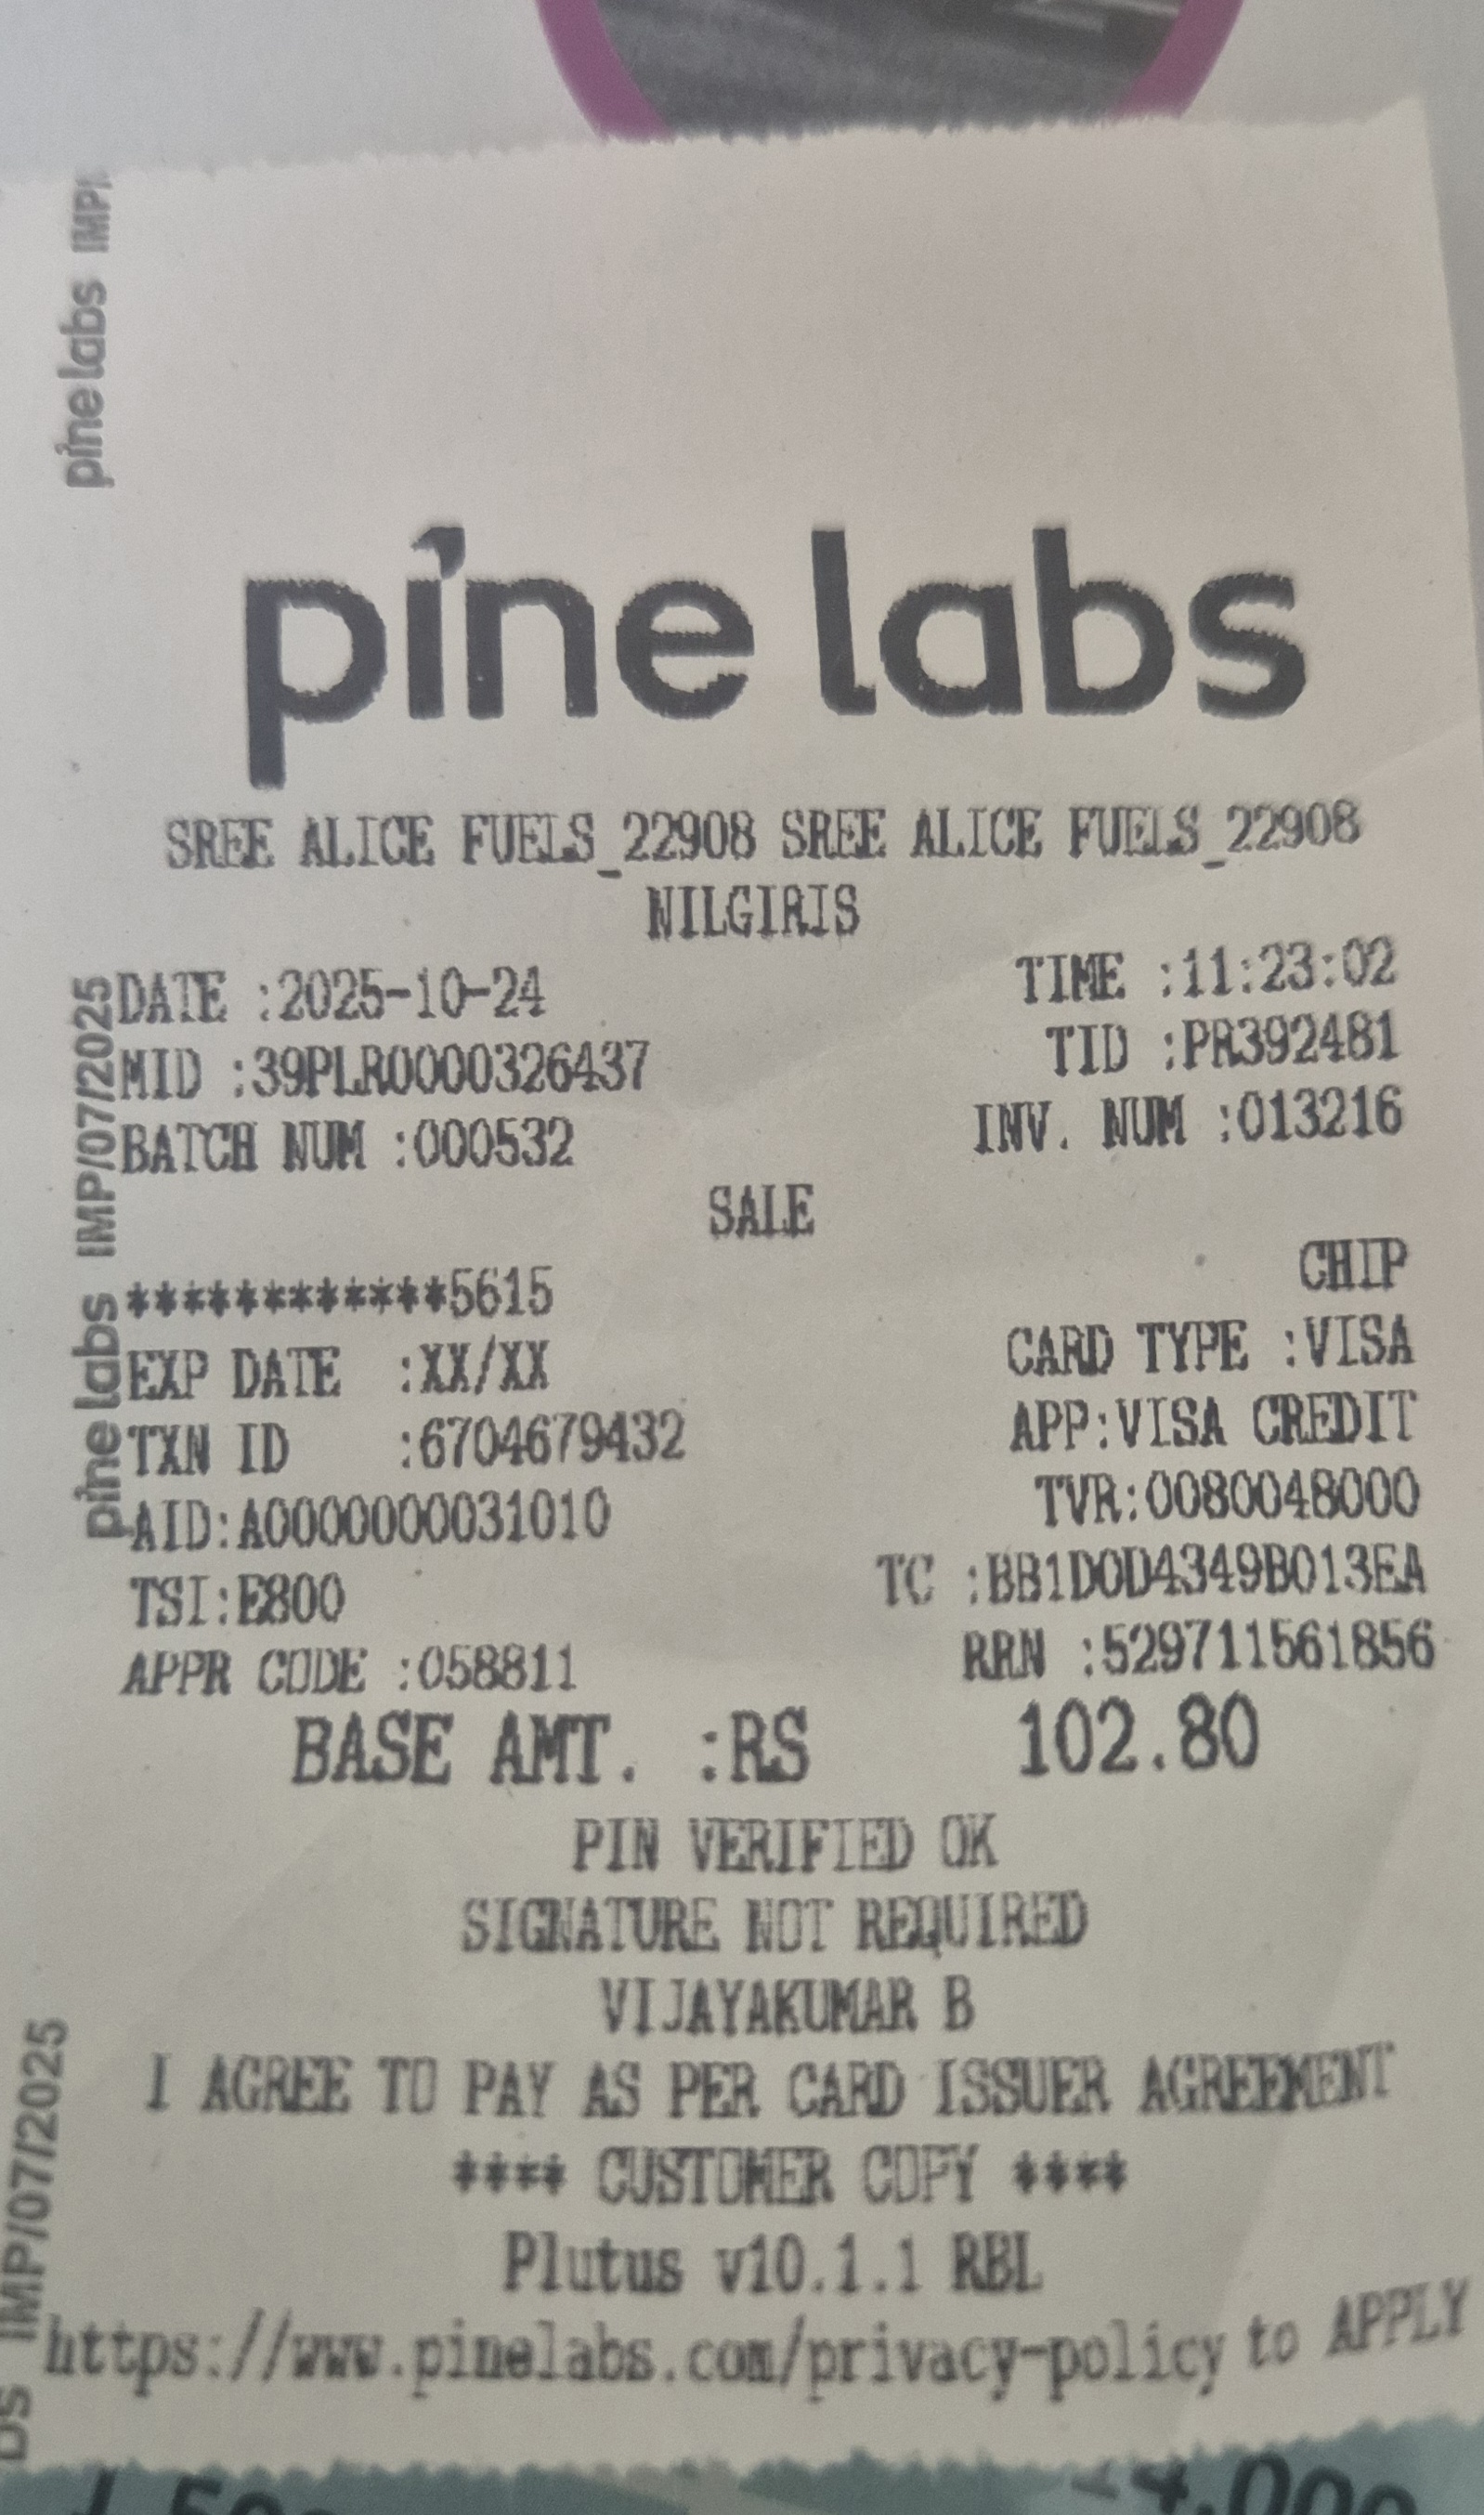 pine labs IMP
pine labs
SREE ALICE FUELS_22908 SREE ALICE FUELS_22908
NILGIRIS
DATE :2025-10-24 TIME :11:23:02
MID :39PLR0000326437 TID :PR392481
BATCH NUM :000532 INV. NUM :013216
SALE
CHIP
************5615
EXP DATE :XX/XX CARD TYPE :VISA
TXN ID :6704679432 APP:VISA CREDIT
AID:A0000000031010 TVR:0080048000
TSI:E800 TC :BB1D0D4349B013EA
APPR CODE :058811 RRN :529711561856
BASE AMT. :RS 102.80
PIN VERIFIED OK
SIGNATURE NOT REQUIRED
VIJAYAKUMAR B
I AGREE TO PAY AS PER CARD ISSUER AGREEMENT
**** CUSTOMER COPY ****
Plutus v10.1.1 RBL
https://www.pinelabs.com/privacy-policy to APPLY
pine labs IMP/07/2025
IMP/07/2025